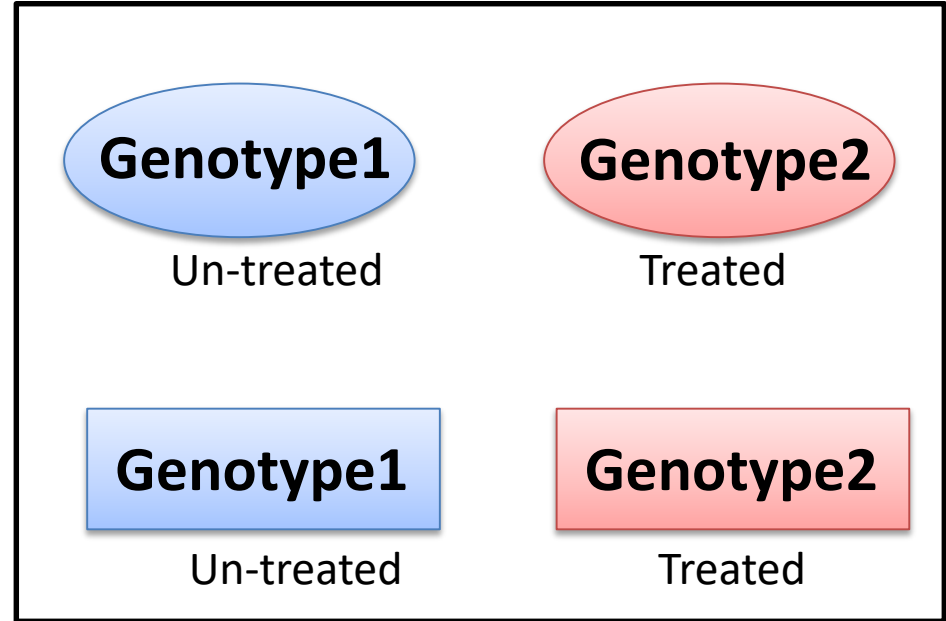 Genotype1
Genotype2
Un-treated
Treated
Genotype1
Genotype2
Un-treated
Treated